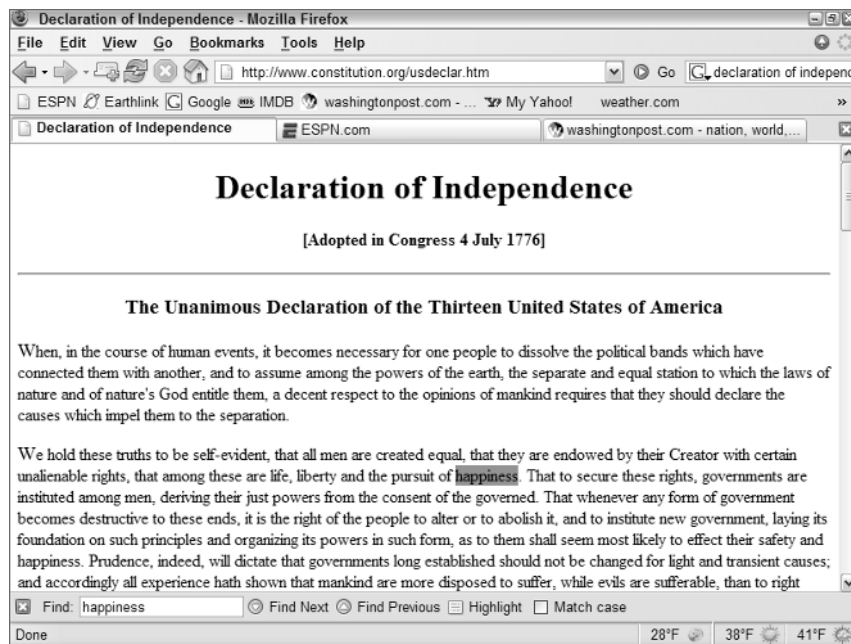 Declaration of Independence - Mozilla Firefox
File Edit View Go Bookmarks Tools Help
http://www.constitution.org/usdeclar.htm Go G declaration of independ
ESPN Earthlink G Google IMDB washingtonpost.com - ... My Yahoo! weather.com »
Declaration of Independence ESPN.com washingtonpost.com - nation, world,...
Declaration of Independence
[Adopted in Congress 4 July 1776]
The Unanimous Declaration of the Thirteen United States of America
When, in the course of human events, it becomes necessary for one people to dissolve the political bands which have
connected them with another, and to assume among the powers of the earth, the separate and equal station to which the laws of
nature and of nature's God entitle them, a decent respect to the opinions of mankind requires that they should declare the
causes which impel them to the separation.
We hold these truths to be self-evident, that all men are created equal, that they are endowed by their Creator with certain
unalienable rights, that among these are life, liberty and the pursuit of happiness. That to secure these rights, governments are
instituted among men, deriving their just powers from the consent of the governed. That whenever any form of government
becomes destructive to these ends, it is the right of the people to alter or to abolish it, and to institute new government, laying its
foundation on such principles and organizing its powers in such form, as to them shall seem most likely to effect their safety and
happiness. Prudence, indeed, will dictate that governments long established should not be changed for light and transient causes;
and accordingly all experience hath shown that mankind are more disposed to suffer, while evils are sufferable, than to right
Find: happiness Find Next Find Previous Highlight Match case
Done 28°F 38°F 41°F